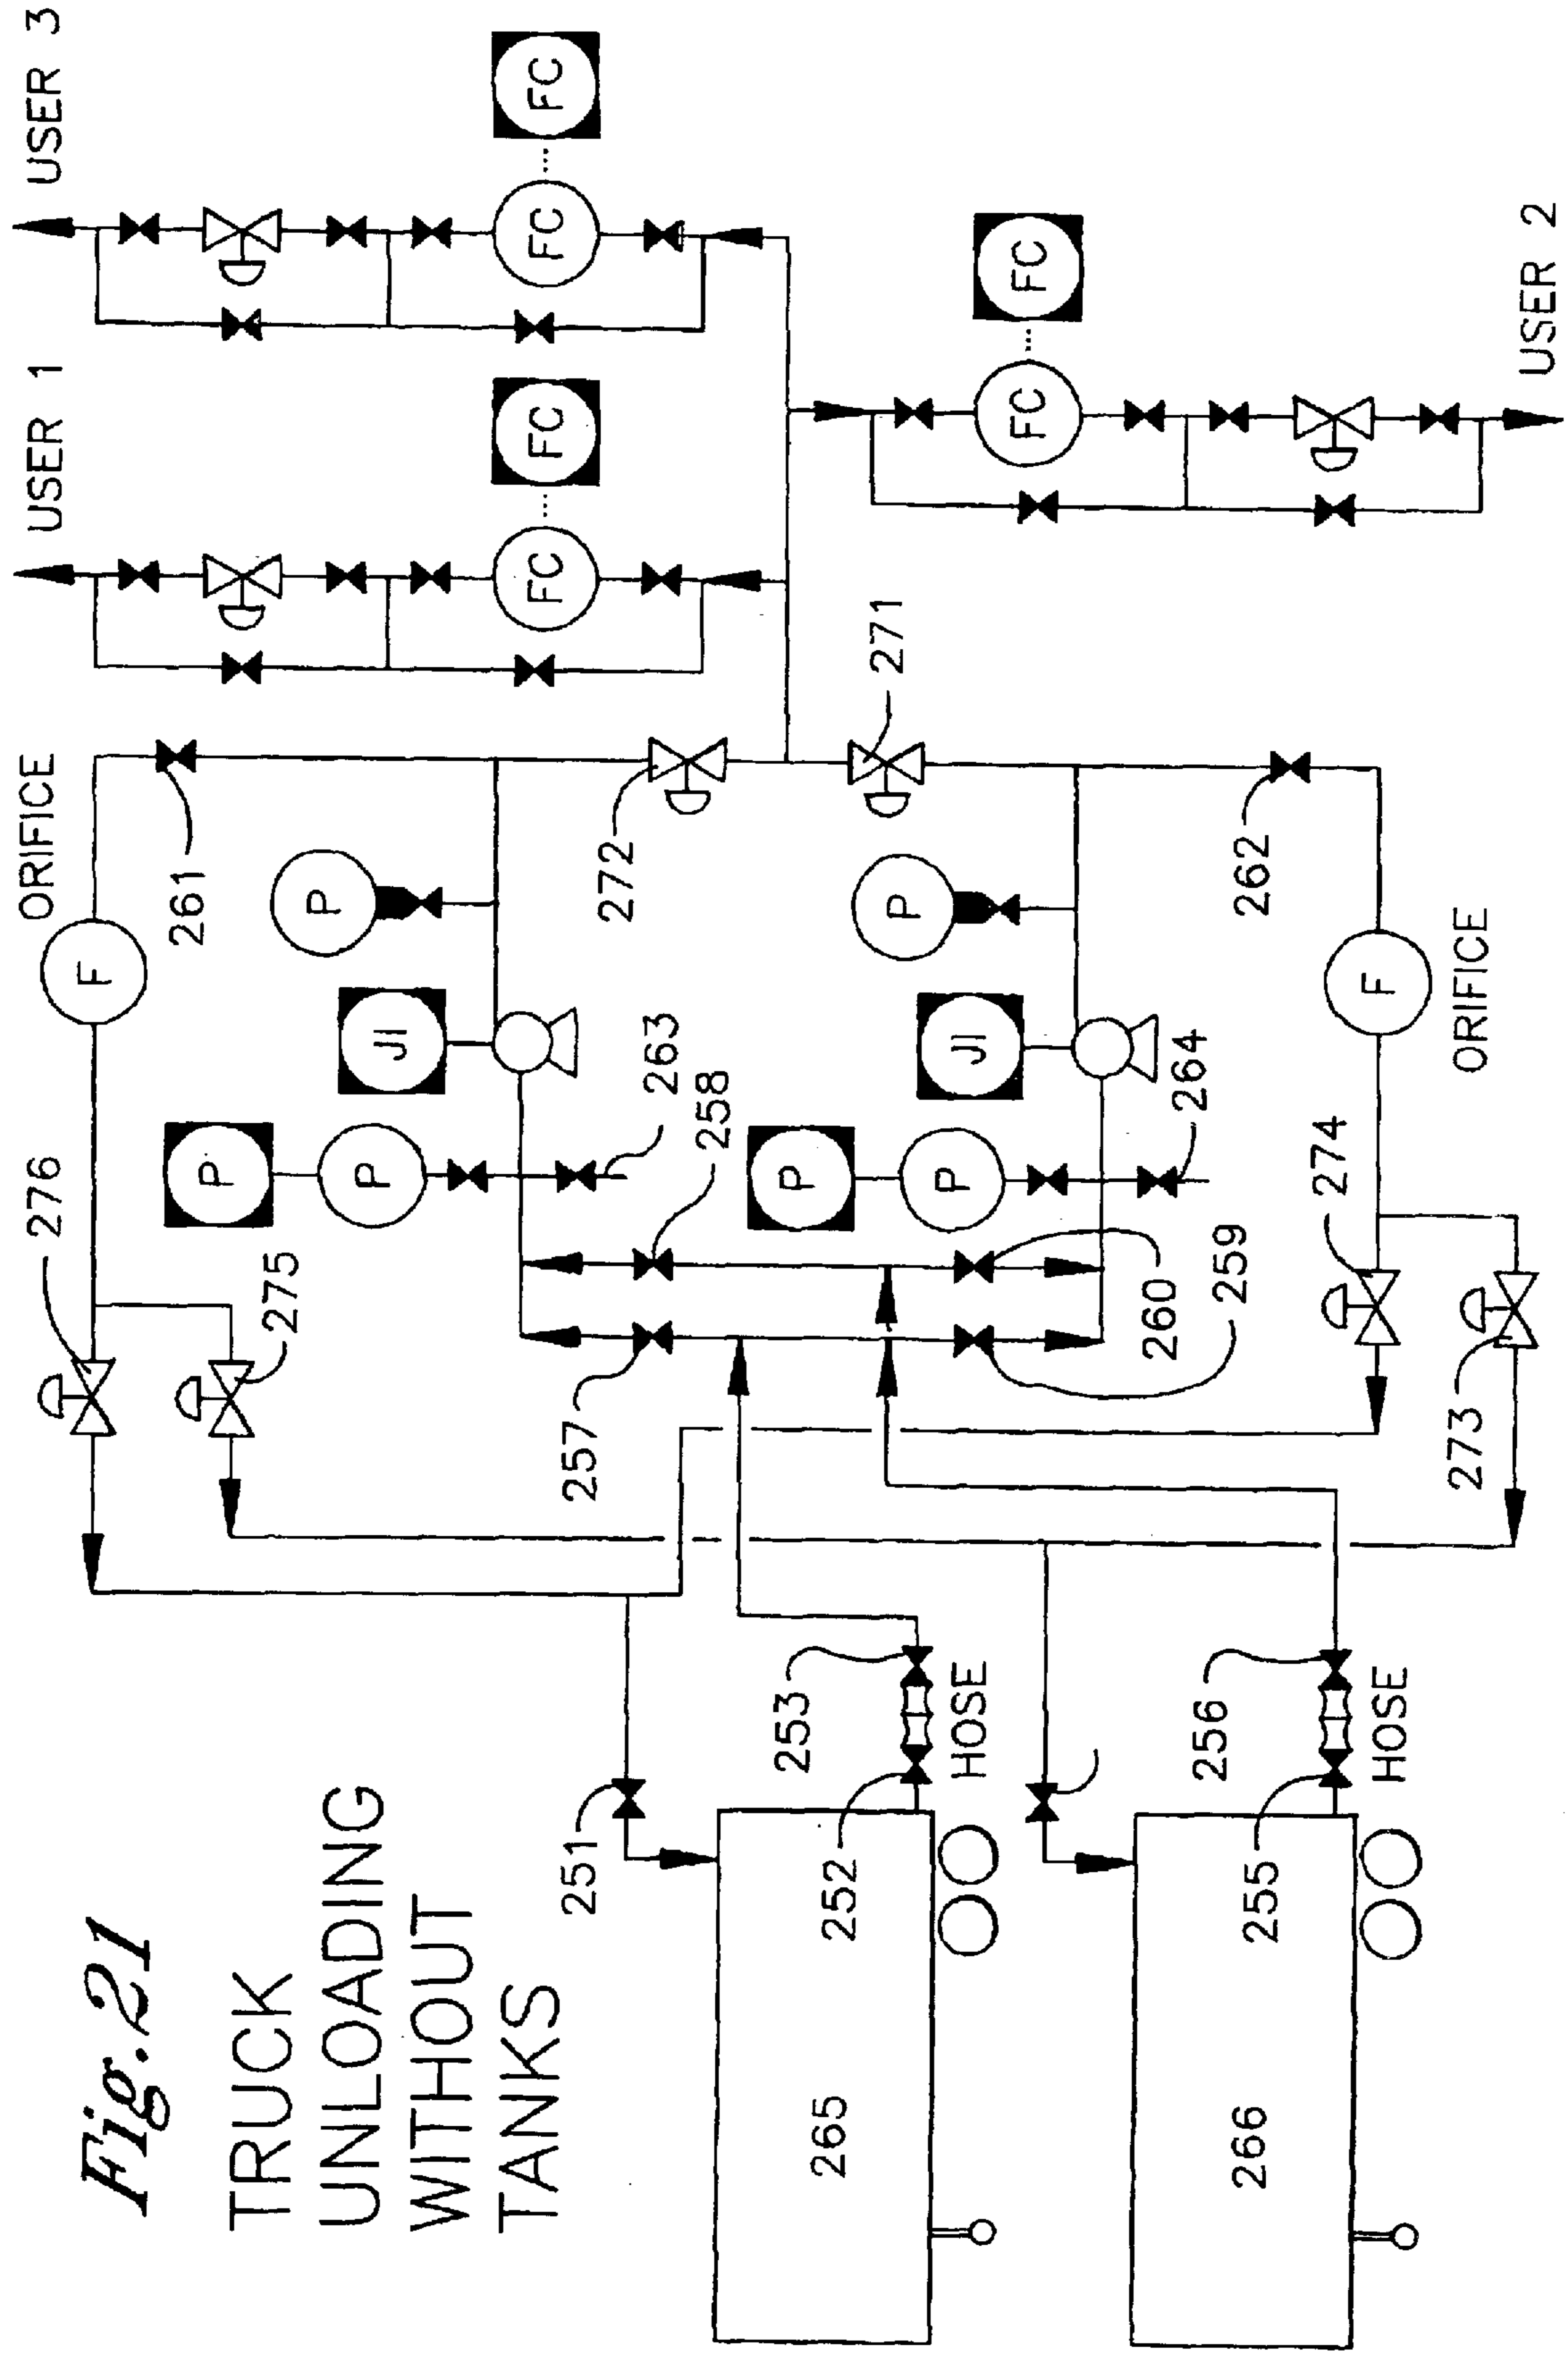 Fig. 21
TRUCK
UNLOADING
WITHOUT
TANKS
ORIFICE
USER 1
USER 3
276
F
261
P
275
P
P
JI
FC
FC
FC
FC
251
257
272
263
258
253
P
265
252
271
P
P
JI
HOSE
FC
FC
260
264
256
259
262
266
255
274
F
HOSE
273
ORIFICE
USER 2